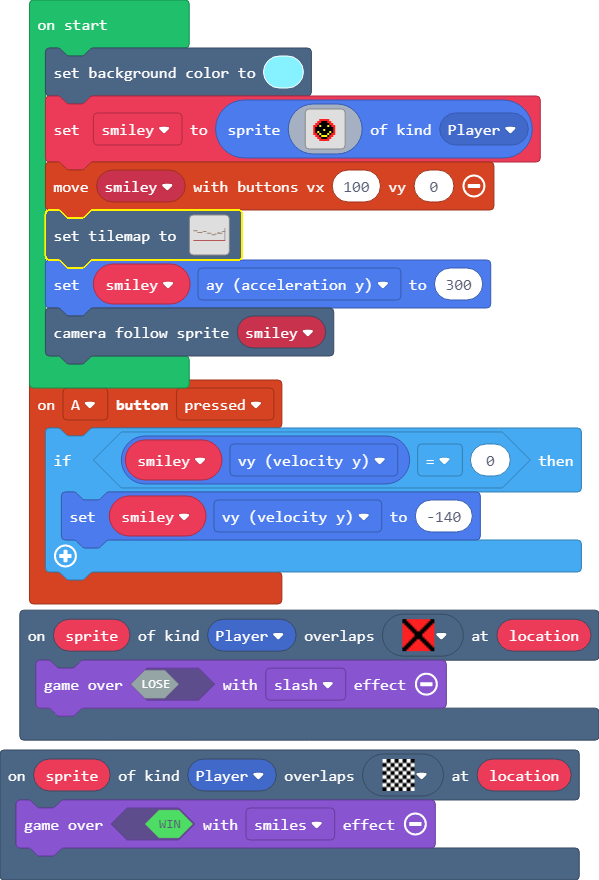 on start
set background color to
set smiley to sprite of kind Player
move smiley with buttons vx 100 vy 0
set tilemap to
set smiley ay (acceleration y) to 300
camera follow sprite smiley
on A button pressed
if smiley vy (velocity y) = 0 then
set smiley vy (velocity y) to -140
on sprite of kind Player overlaps at location
game over LOSE with slash effect
on sprite of kind Player overlaps at location
game over WIN with smiles effect